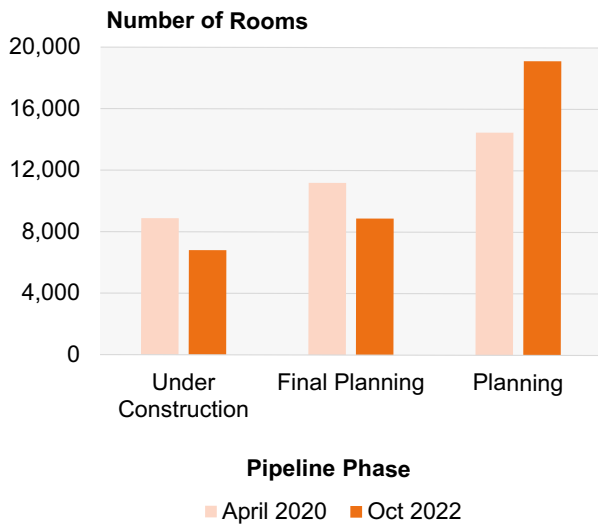 Number of Rooms
20,000
16,000
12,000
8,000
4,000
0
Under
Construction
Final Planning
Planning
Pipeline Phase
April 2020
Oct 2022